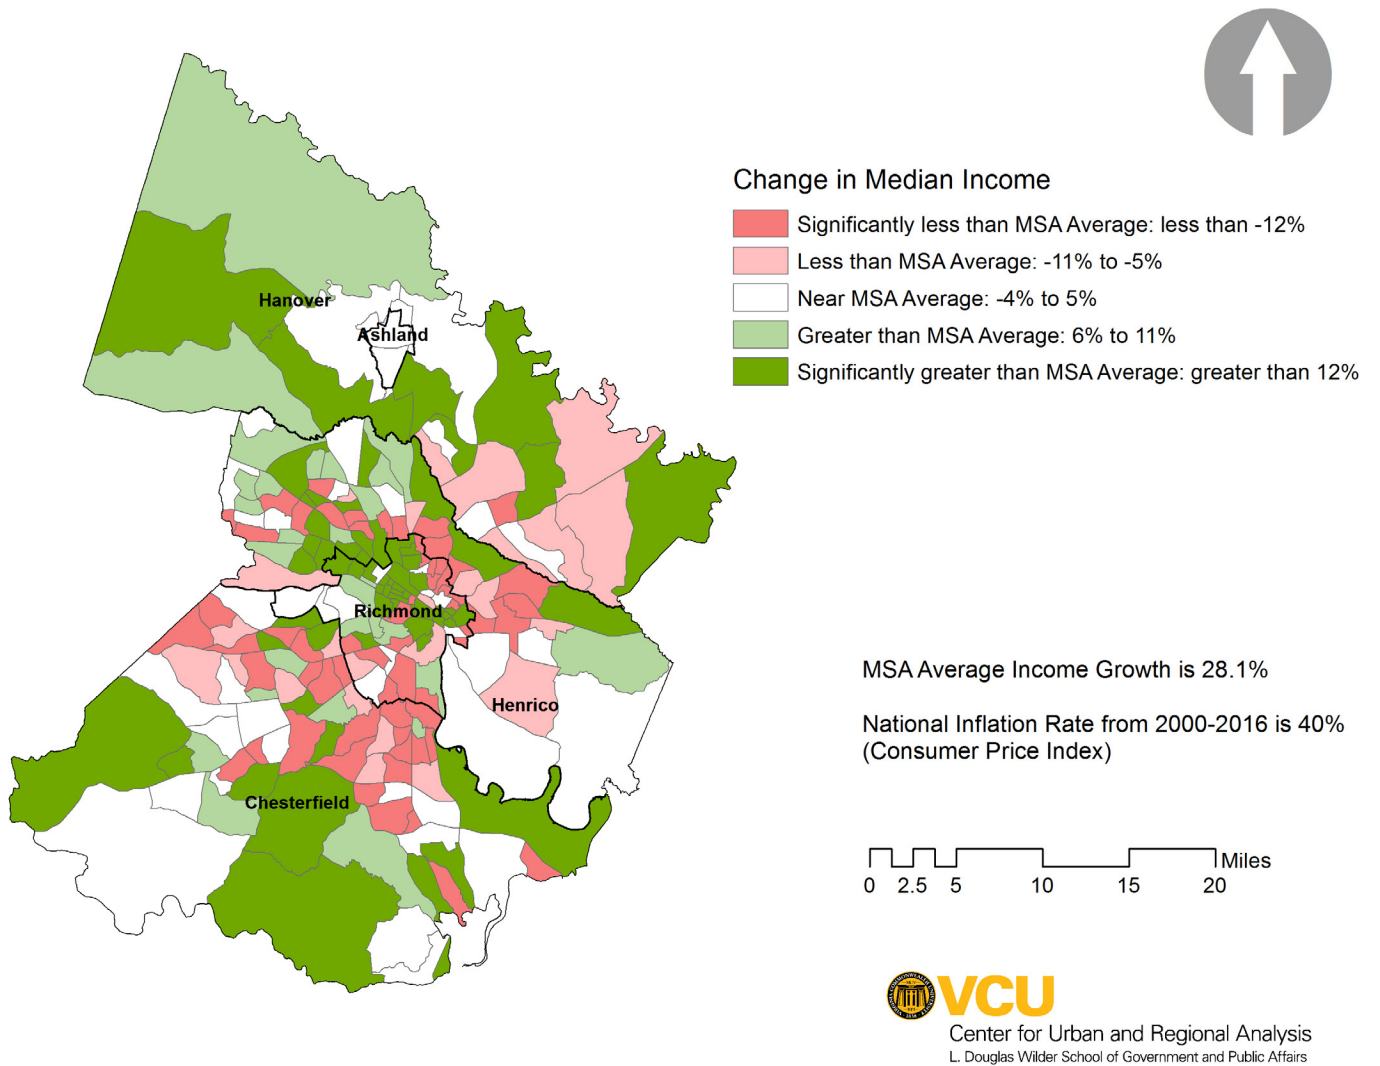 Change in Median Income
Significantly less than MSA Average: less than -12%
Less than MSA Average: -11% to -5%
Near MSA Average: -4% to 5%
Greater than MSA Average: 6% to 11%
Significantly greater than MSA Average: greater than 12%
Hanover
Ashland
Richmond
Henrico
Chesterfield
MSA Average Income Growth is 28.1%
National Inflation Rate from 2000-2016 is 40%
(Consumer Price Index)
Miles
0 2.5 5 10 15 20
VCU
Center for Urban and Regional Analysis
L. Douglas Wilder School of Government and Public Affairs